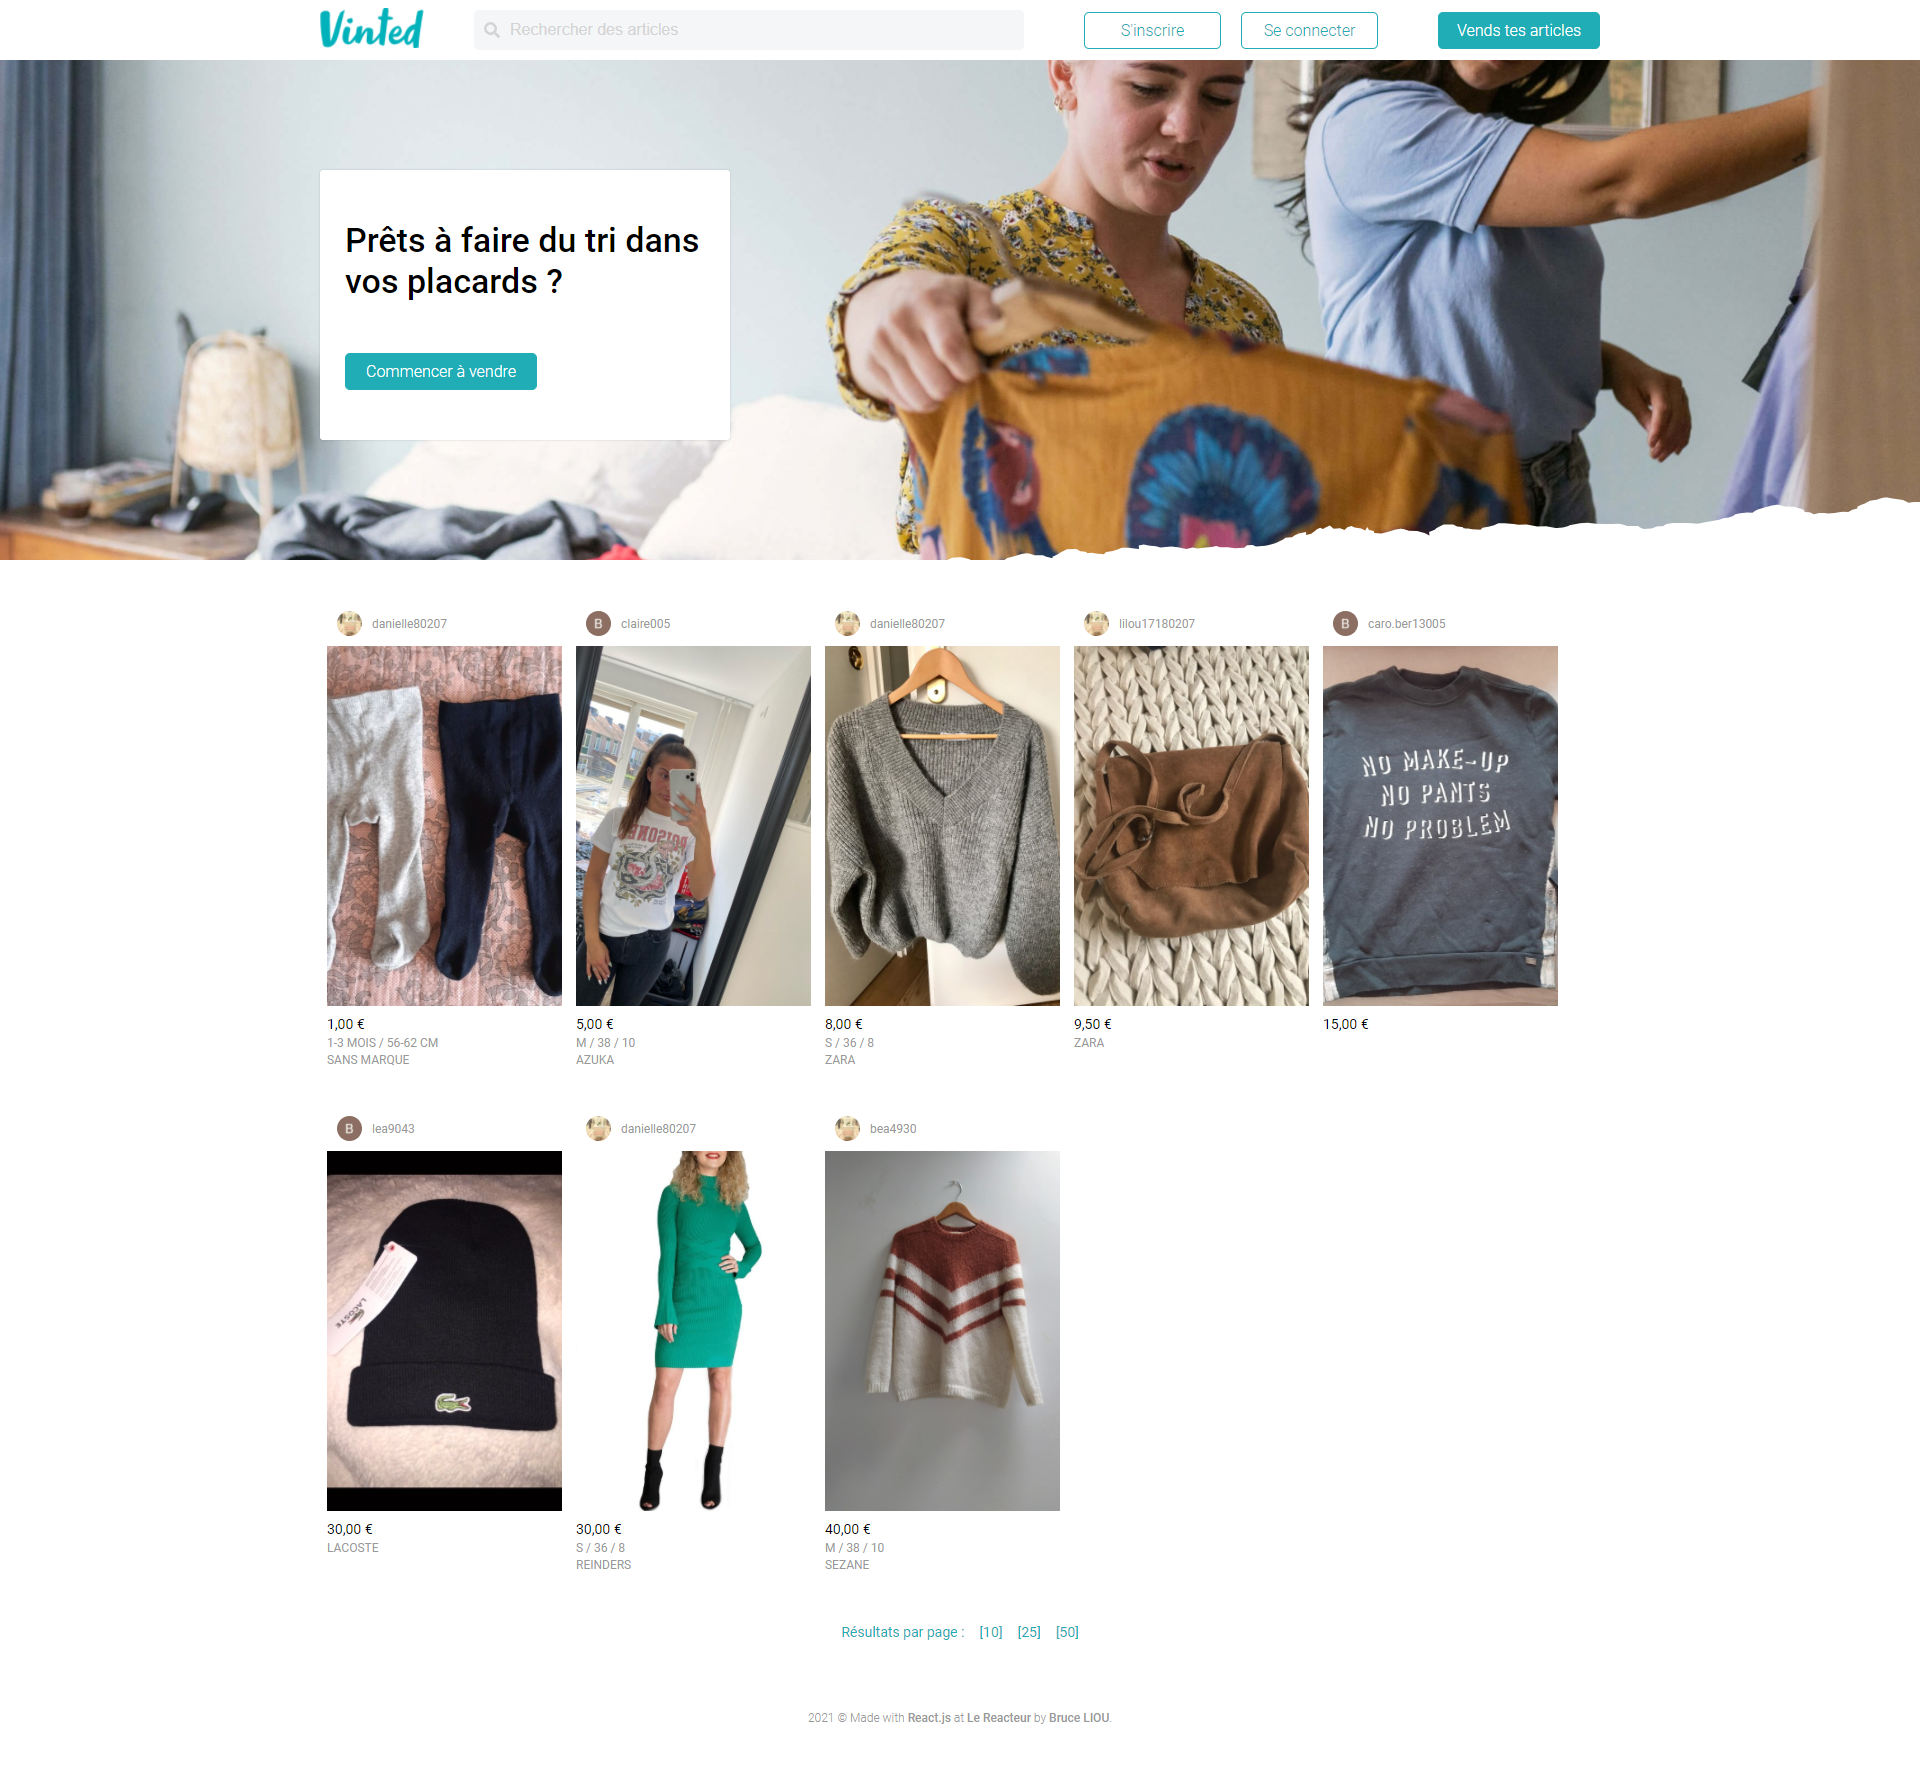 Vinted
Rechercher des articles
S'inscrire
Se connecter
Vends tes articles
Prêts à faire du tri dans
vos placards ?
Commencer à vendre
danielle80207
B
claire005
danielle80207
lilou17180207
B
caro.ber13005
NO MAKE-UP
NO PANTS
NO PROBLEM
1,00 €
1-3 MOIS / 56-62 CM
SANS MARQUE
5,00 €
M / 38 / 10
AZUKA
8,00 €
S / 36 / 8
ZARA
9,50 €
ZARA
15,00 €
B
lea9043
danielle80207
bea4930
LACOSTE
30,00 €
LACOSTE
30,00 €
S / 36 / 8
REINDERS
40,00 €
M / 38 / 10
SEZANE
Résultats par page : [10] [25] [50]
2021 © Made with React.js at Le Reacteur by Bruce LIOU.